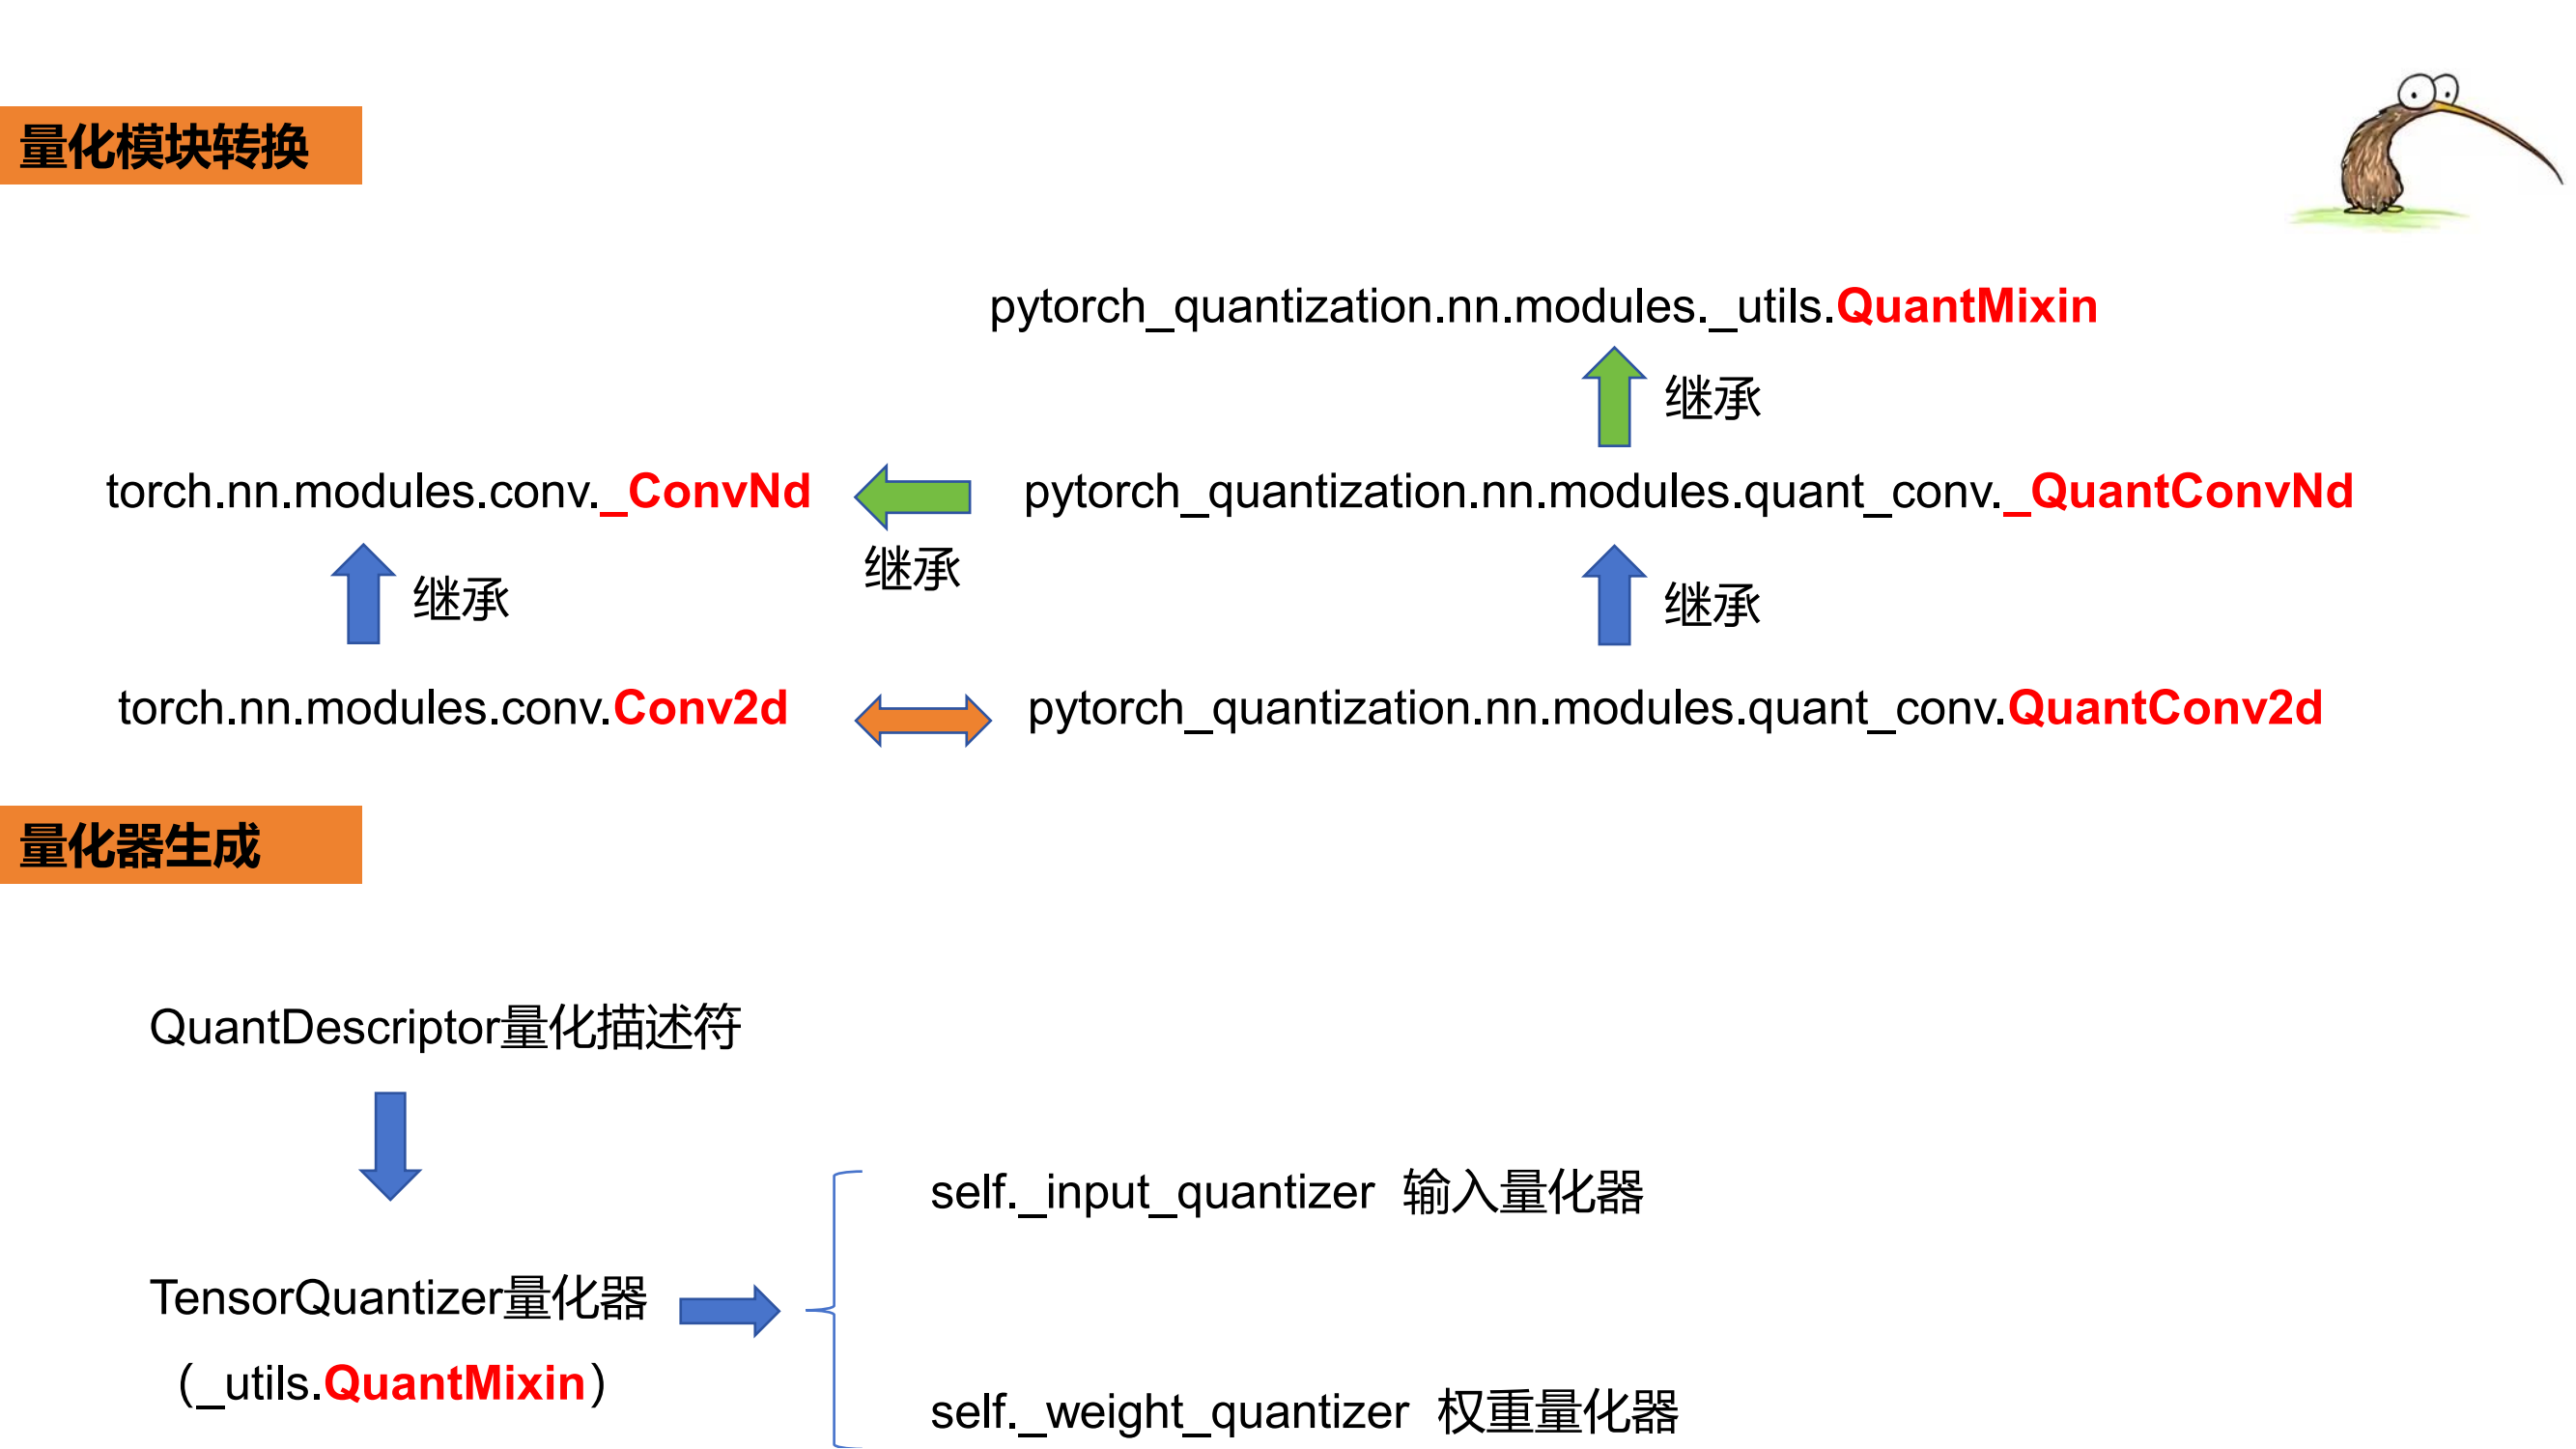 量化模块转换
pytorch_quantization.nn.modules._utils.QuantMixin
继承
torch.nn.modules.conv._ConvNd
pytorch_quantization.nn.modules.quant_conv._QuantConvNd
继承
继承
继承
torch.nn.modules.conv.Conv2d
pytorch_quantization.nn.modules.quant_conv.QuantConv2d
量化器生成
QuantDescriptor量化描述符
self._input_quantizer 输入量化器
TensorQuantizer量化器
（_utils.QuantMixin）
self._weight_quantizer 权重量化器